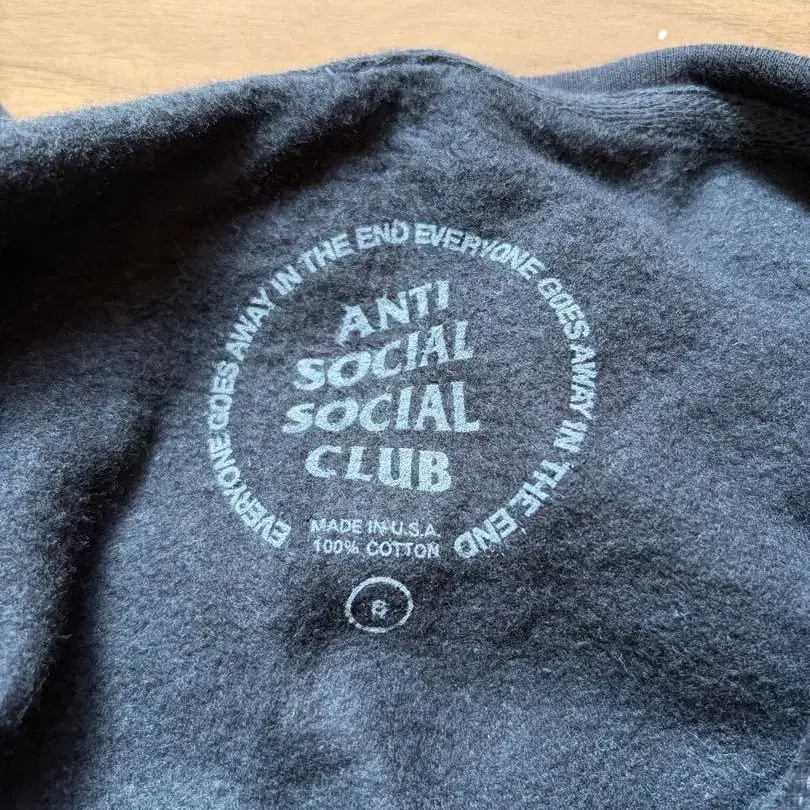 EVERYONE GOES AWAY IN THE END EVERYONE GOES AWAY IN THE END
ANTI
SOCIAL
SOCIAL
CLUB
MADE IN U.S.A.
100% COTTON